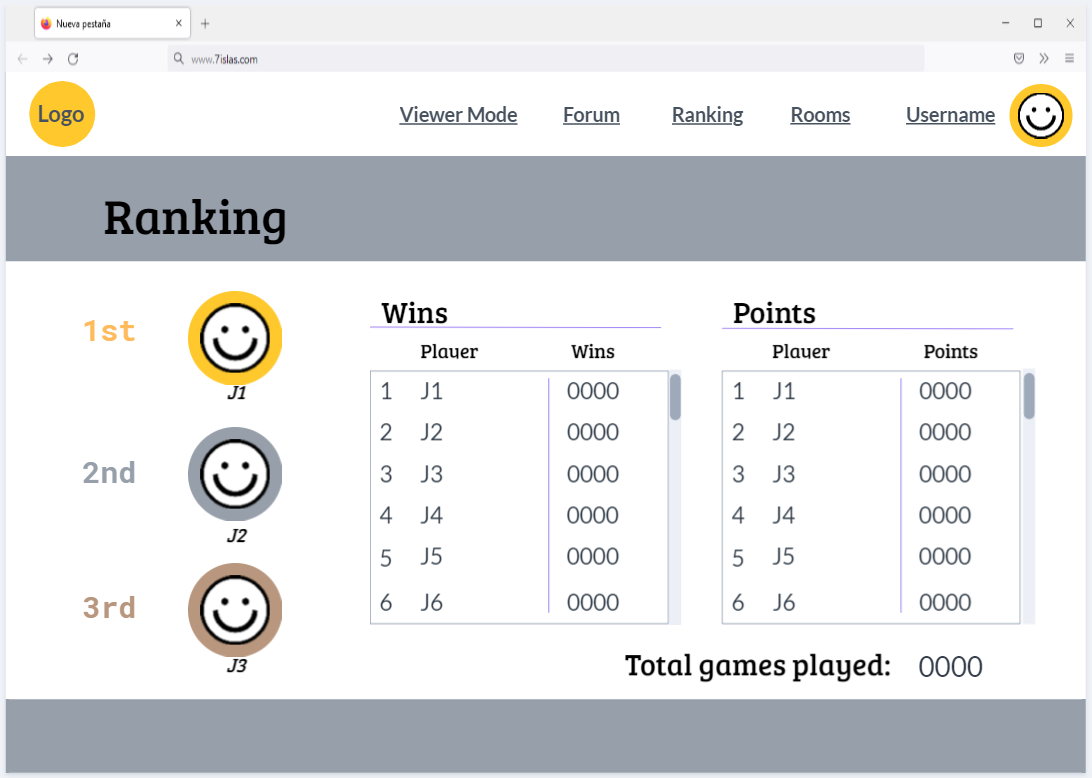 Nueva pestaña
www.7islas.com
Logo
Viewer Mode Forum Ranking Rooms Username
Ranking
1st
J1
2nd
J2
3rd
J3
Wins
Player Wins
1 J1 0000
2 J2 0000
3 J3 0000
4 J4 0000
5 J5 0000
6 J6 0000
Points
Player Points
1 J1 0000
2 J2 0000
3 J3 0000
4 J4 0000
5 J5 0000
6 J6 0000
Total games played: 0000